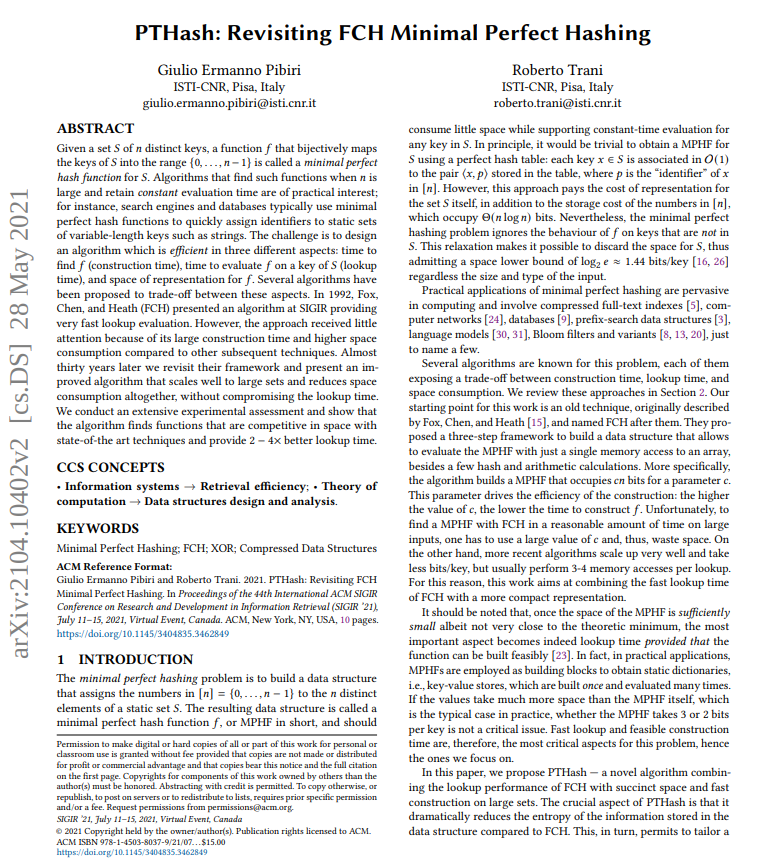 PTHash: Revisiting FCH Minimal Perfect Hashing
Giulio Ermanno Pibiri
ISTI-CNR, Pisa, Italy
giulio.ermanno.pibiri@isti.cnr.it
Roberto Trani
ISTI-CNR, Pisa, Italy
roberto.trani@isti.cnr.it
arXiv:2104.10402v2 [cs.DS] 28 May 2021
ABSTRACT
Given a set S of n distinct keys, a function f that bijectively maps
the keys of S into the range {0, . . . , n−1} is called a minimal perfect
hash function for S. Algorithms that find such functions when n is
large and retain constant evaluation time are of practical interest;
for instance, search engines and databases typically use minimal
perfect hash functions to quickly assign identifiers to static sets
of variable-length keys such as strings. The challenge is to design
an algorithm which is efficient in three different aspects: time to
find f (construction time), time to evaluate f on a key of S (lookup
time), and space of representation for f. Several algorithms have
been proposed to trade-off between these aspects. In 1992, Fox,
Chen, and Heath (FCH) presented an algorithm at SIGIR providing
very fast lookup evaluation. However, the approach received little
attention because of its large construction time and higher space
consumption compared to other subsequent techniques. Almost
thirty years later we revisit their framework and present an im-
proved algorithm that scales well to large sets and reduces space
consumption altogether, without compromising the lookup time.
We conduct an extensive experimental assessment and show that
the algorithm finds functions that are competitive in space with
state-of-the art techniques and provide 2 − 4× better lookup time.
CCS CONCEPTS
• Information systems → Retrieval efficiency; • Theory of
computation → Data structures design and analysis.
KEYWORDS
Minimal Perfect Hashing; FCH; XOR; Compressed Data Structures
ACM Reference Format:
Giulio Ermanno Pibiri and Roberto Trani. 2021. PTHash: Revisiting FCH
Minimal Perfect Hashing. In Proceedings of the 44th International ACM SIGIR
Conference on Research and Development in Information Retrieval (SIGIR '21),
July 11–15, 2021, Virtual Event, Canada. ACM, New York, NY, USA, 10 pages.
https://doi.org/10.1145/3404835.3462849
1 INTRODUCTION
The minimal perfect hashing problem is to build a data structure
that assigns the numbers in [n] = {0, . . . , n − 1} to the n distinct
elements of a static set S. The resulting data structure is called a
minimal perfect hash function f, or MPHF in short, and should
Permission to make digital or hard copies of all or part of this work for personal or
classroom use is granted without fee provided that copies are not made or distributed
for profit or commercial advantage and that copies bear this notice and the full citation
on the first page. Copyrights for components of this work owned by others than the
author(s) must be honored. Abstracting with credit is permitted. To copy otherwise, or
republish, to post on servers or to redistribute to lists, requires prior specific permission
and/or a fee. Request permissions from permissions@acm.org.
SIGIR '21, July 11–15, 2021, Virtual Event, Canada
© 2021 Copyright held by the owner/author(s). Publication rights licensed to ACM.
ACM ISBN 978-1-4503-8037-9/21/07. . . $15.00
https://doi.org/10.1145/3404835.3462849
consume little space while supporting constant-time evaluation for
any key in S. In principle, it would be trivial to obtain a MPHF for
S using a perfect hash table: each key x ∈ S is associated in O(1)
to the pair ⟨x, p⟩ stored in the table, where p is the "identifier" of x
in [n]. However, this approach pays the cost of representation for
the set S itself, in addition to the storage cost of the numbers in [n],
which occupy Θ(n log n) bits. Nevertheless, the minimal perfect
hashing problem ignores the behaviour of f on keys that are not in
S. This relaxation makes it possible to discard the space for S, thus
admitting a space lower bound of log₂ e ≈ 1.44 bits/key [16, 26]
regardless the size and type of the input.
Practical applications of minimal perfect hashing are pervasive
in computing and involve compressed full-text indexes [5], com-
puter networks [24], databases [9], prefix-search data structures [3],
language models [30, 31], Bloom filters and variants [8, 13, 20], just
to name a few.
Several algorithms are known for this problem, each of them
exposing a trade-off between construction time, lookup time, and
space consumption. We review these approaches in Section 2. Our
starting point for this work is an old technique, originally described
by Fox, Chen, and Heath [15], and named FCH after them. They pro-
posed a three-step framework to build a data structure that allows
to evaluate the MPHF with just a single memory access to an array,
besides a few hash and arithmetic calculations. More specifically,
the algorithm builds a MPHF that occupies cn bits for a parameter c.
This parameter drives the efficiency of the construction: the higher
the value of c, the lower the time to construct f. Unfortunately, to
find a MPHF with FCH in a reasonable amount of time on large
inputs, one has to use a large value of c and, thus, waste space. On
the other hand, more recent algorithms scale up very well and take
less bits/key, but usually perform 3-4 memory accesses per lookup.
For this reason, this work aims at combining the fast lookup time
of FCH with a more compact representation.
It should be noted that, once the space of the MPHF is sufficiently
small albeit not very close to the theoretic minimum, the most
important aspect becomes indeed lookup time provided that the
function can be built feasibly [23]. In fact, in practical applications,
MPHFs are employed as building blocks to obtain static dictionaries,
i.e., key-value stores, which are built once and evaluated many times.
If the values take much more space than the MPHF itself, which
is the typical case in practice, whether the MPHF takes 3 or 2 bits
per key is not a critical issue. Fast lookup and feasible construction
time are, therefore, the most critical aspects for this problem, hence
the ones we focus on.
In this paper, we propose PTHash — a novel algorithm combin-
ing the lookup performance of FCH with succinct space and fast
construction on large sets. The crucial aspect of PTHash is that it
dramatically reduces the entropy of the information stored in the
data structure compared to FCH. This, in turn, permits to tailor a